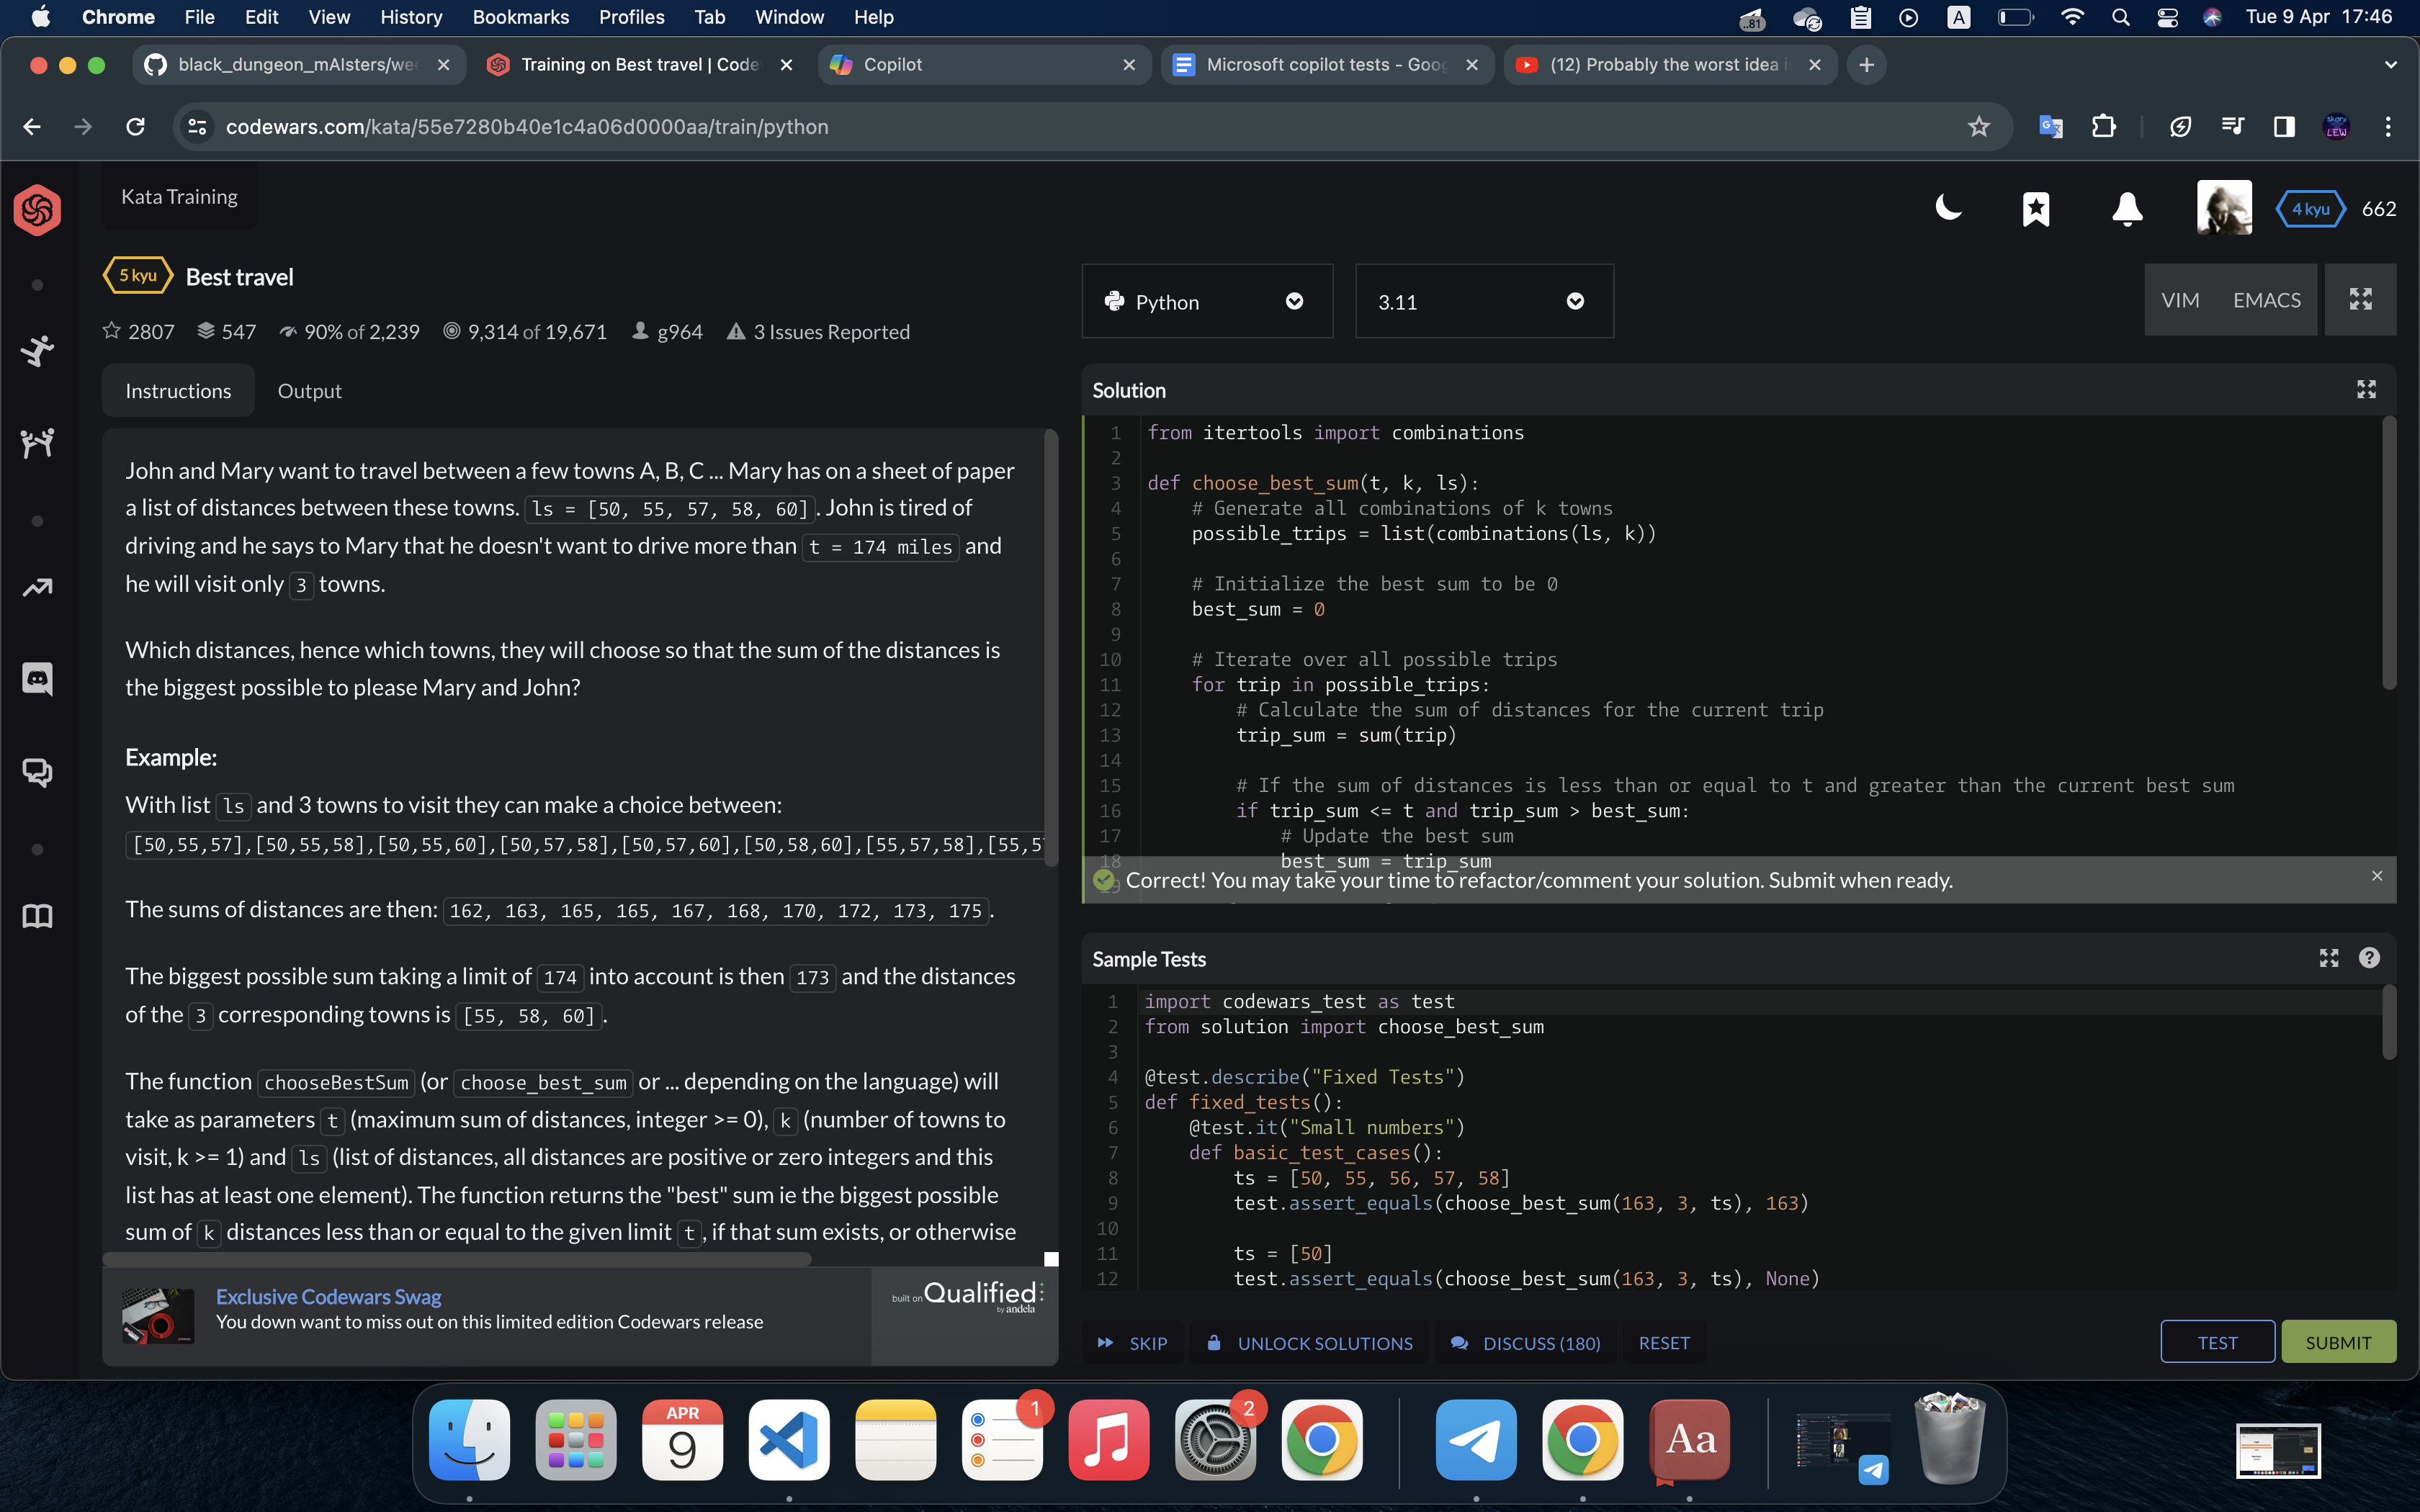 Chrome File Edit View History Bookmarks Profiles Tab Window Help
..81 A Tue 9 Apr 17:46
black_dungeon_mAIsters/we
Training on Best travel | Code
Copilot
Microsoft copilot tests - Goo
(12) Probably the worst idea i
codewars.com/kata/55e7280b40e1c4a06d0000aa/train/python
Kata Training
4 kyu 662
5 kyu Best travel
2807 547 90% of 2,239 9,314 of 19,671 g964 3 Issues Reported
Instructions Output
John and Mary want to travel between a few towns A, B, C ... Mary has on a sheet of paper
a list of distances between these towns. ls = [50, 55, 57, 58, 60]. John is tired of
driving and he says to Mary that he doesn't want to drive more than t = 174 miles and
he will visit only 3 towns.
Which distances, hence which towns, they will choose so that the sum of the distances is
the biggest possible to please Mary and John?
Example:
With list ls and 3 towns to visit they can make a choice between:
[50,55,57],[50,55,58],[50,55,60],[50,57,58],[50,57,60],[50,58,60],[55,57,58],[55,5
The sums of distances are then: 162, 163, 165, 165, 167, 168, 170, 172, 173, 175.
The biggest possible sum taking a limit of 174 into account is then 173 and the distances
of the 3 corresponding towns is [55, 58, 60].
The function chooseBestSum (or choose_best_sum or ... depending on the language) will
take as parameters t (maximum sum of distances, integer >= 0), k (number of towns to
visit, k >= 1) and ls (list of distances, all distances are positive or zero integers and this
list has at least one element). The function returns the "best" sum ie the biggest possible
sum of k distances less than or equal to the given limit t, if that sum exists, or otherwise
Exclusive Codewars Swag
You down want to miss out on this limited edition Codewars release
built on Qualified
by andela
Python 3.11 VIM EMACS
Solution
1 from itertools import combinations
2
3 def choose_best_sum(t, k, ls):
4 # Generate all combinations of k towns
5 possible_trips = list(combinations(ls, k))
6
7 # Initialize the best sum to be 0
8 best_sum = 0
9
10 # Iterate over all possible trips
11 for trip in possible_trips:
12 # Calculate the sum of distances for the current trip
13 trip_sum = sum(trip)
14
15 # If the sum of distances is less than or equal to t and greater than the current best sum
16 if trip_sum <= t and trip_sum > best_sum:
17 # Update the best sum
18 best_sum = trip_sum
19
Correct! You may take your time to refactor/comment your solution. Submit when ready.
Sample Tests
1 import codewars_test as test
2 from solution import choose_best_sum
3
4 @test.describe("Fixed Tests")
5 def fixed_tests():
6 @test.it("Small numbers")
7 def basic_test_cases():
8 ts = [50, 55, 56, 57, 58]
9 test.assert_equals(choose_best_sum(163, 3, ts), 163)
10
11 ts = [50]
12 test.assert_equals(choose_best_sum(163, 3, ts), None)
SKIP UNLOCK SOLUTIONS DISCUSS (180) RESET TEST SUBMIT
APR
9
1
2
Aa